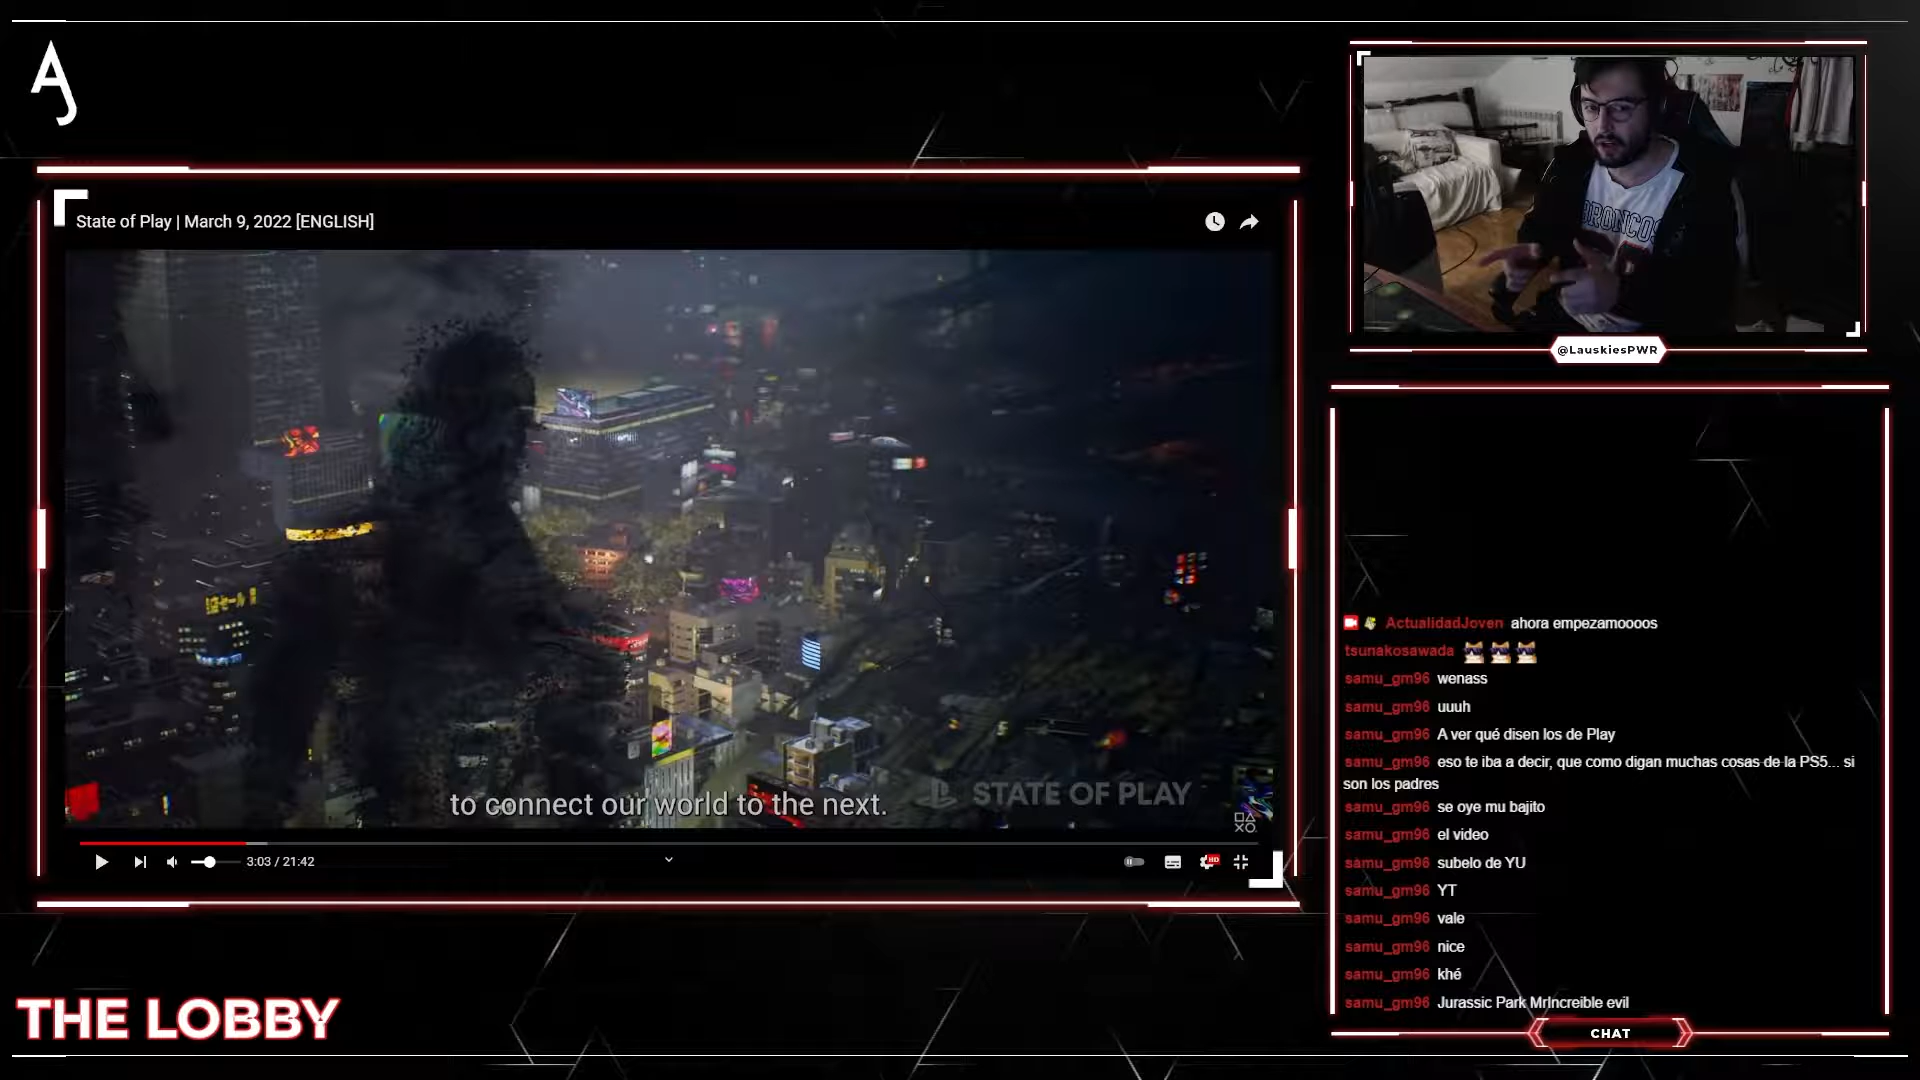 AJ
State of Play | March 9, 2022 [ENGLISH]
to connect our world to the next.
STATE OF PLAY
3:03 / 21:42
HD
THE LOBBY
BRONCOS
@LauskiesPWR
ActualidadJoven ahora empezamoooos
tsunakosawada
samu_gm96 wenass
samu_gm96 uuuh
samu_gm96 A ver qué disen los de Play
samu_gm96 eso te iba a decir, que como digan muchas cosas de la PS5... si
son los padres
samu_gm96 se oye mu bajito
samu_gm96 el video
samu_gm96 subelo de YU
samu_gm96 YT
samu_gm96 vale
samu_gm96 nice
samu_gm96 khé
samu_gm96 Jurassic Park MrIncreible evil
CHAT